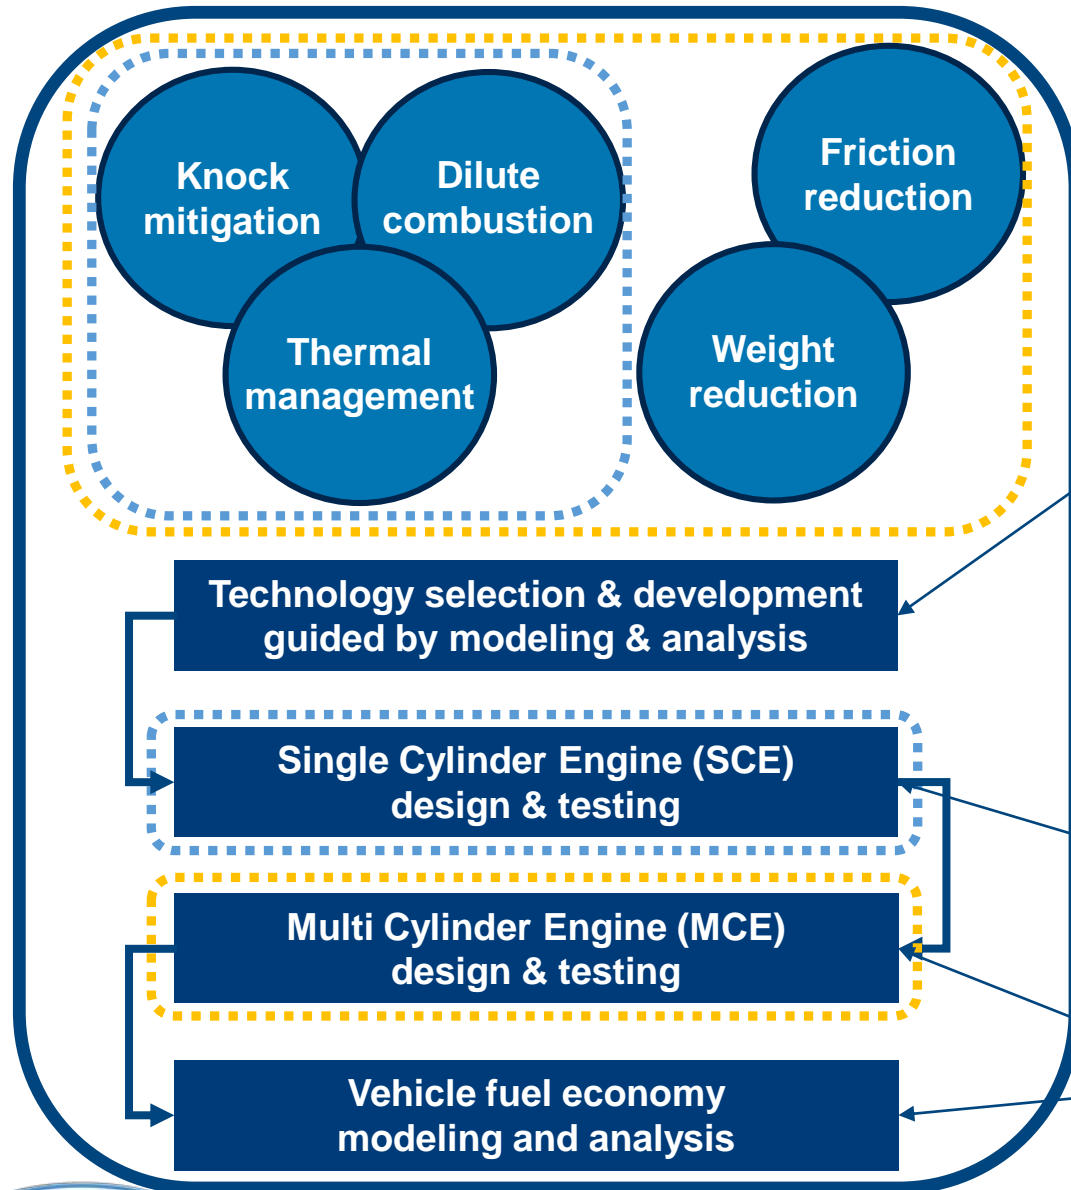 Knock
mitigation
Dilute
combustion
Thermal
management
Friction
reduction
Weight
reduction
Technology selection & development
guided by modeling & analysis
Single Cylinder Engine (SCE)
design & testing
Multi Cylinder Engine (MCE)
design & testing
Vehicle fuel economy
modeling and analysis